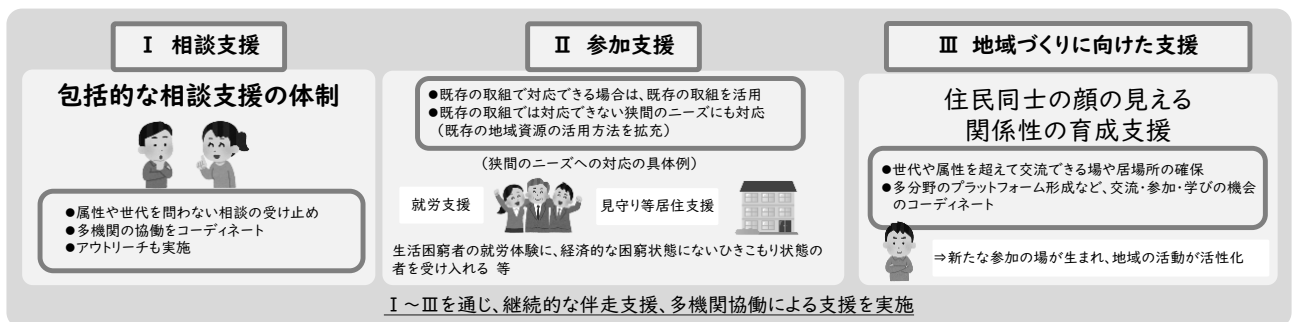 Ⅰ 相談支援
包括的な相談支援の体制
●属性や世代を問わない相談の受け止め
●多機関の協働をコーディネート
●アウトリーチも実施
Ⅱ 参加支援
●既存の取組で対応できる場合は、既存の取組を活用
●既存の取組では対応できない狭間のニーズにも対応
（既存の地域資源の活用方法を拡充）
（狭間のニーズへの対応の具体例）
就労支援
見守り等居住支援
生活困窮者の就労体験に、経済的な困窮状態にないひきこもり状態の
者を受け入れる 等
Ⅲ 地域づくりに向けた支援
住民同士の顔の見える
関係性の育成支援
●世代や属性を超えて交流できる場や居場所の確保
●多分野のプラットフォーム形成など、交流・参加・学びの機会
のコーディネート
⇒新たな参加の場が生まれ、地域の活動が活性化
Ⅰ～Ⅲを通じ、継続的な伴走支援、多機関協働による支援を実施